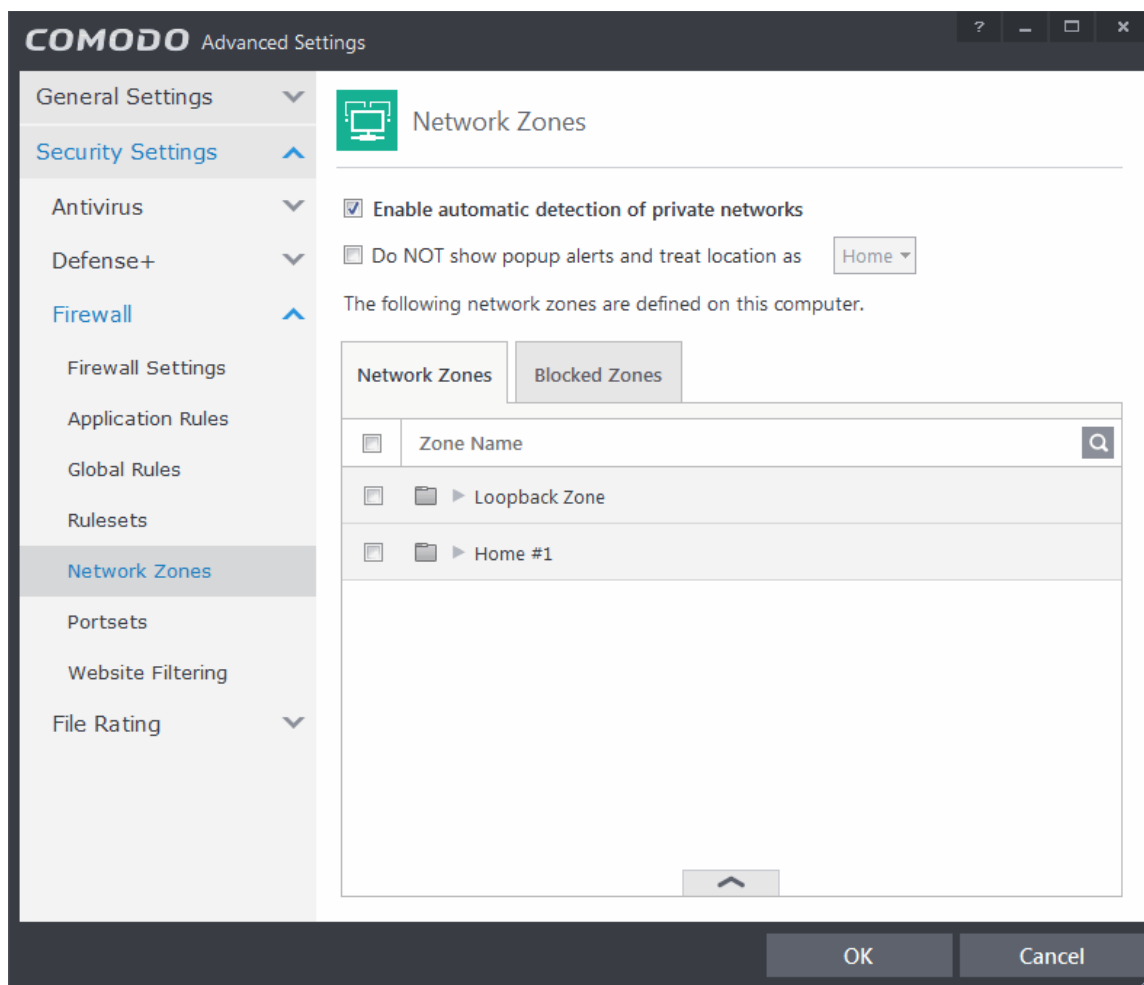 COMODO Advanced Settings
?
General Settings
Security Settings
Antivirus
Defense+
Firewall
Firewall Settings
Application Rules
Global Rules
Rulesets
Network Zones
Portsets
Website Filtering
File Rating
Network Zones
Enable automatic detection of private networks
Do NOT show popup alerts and treat location as Home
The following network zones are defined on this computer.
Network Zones Blocked Zones
Zone Name
Loopback Zone
Home #1
OK Cancel